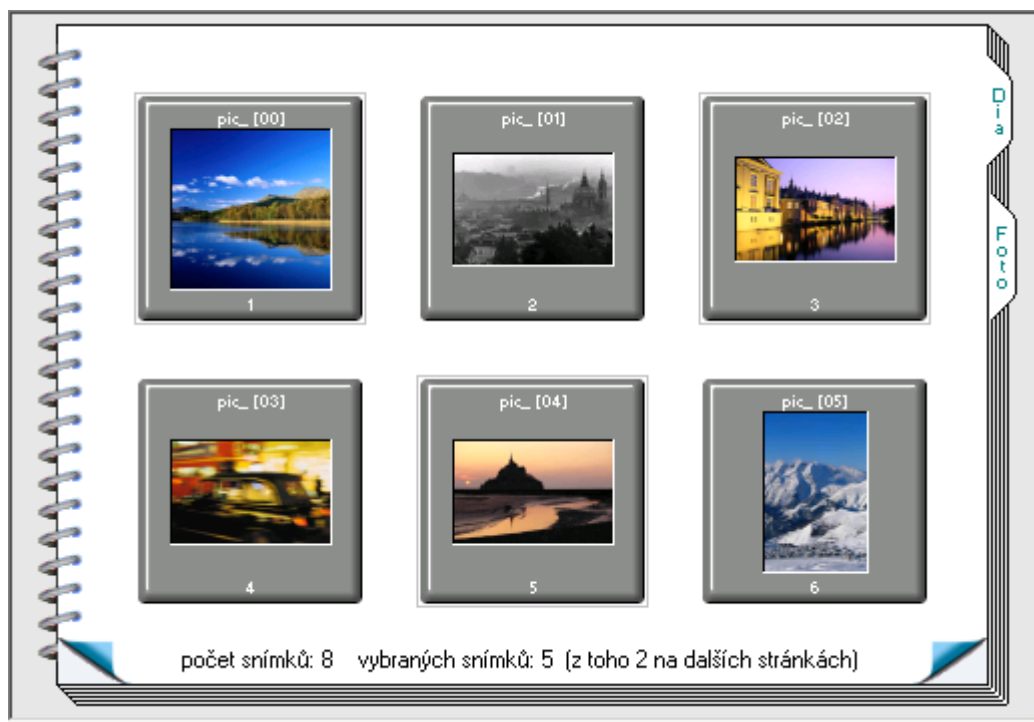 pic_ [00]
1
pic_ [01]
2
pic_ [02]
3
pic_ [03]
4
pic_ [04]
5
pic_ [05]
6
Dia
Foto
počet snímků: 8 vybraných snímků: 5 (z toho 2 na dalších stránkách)